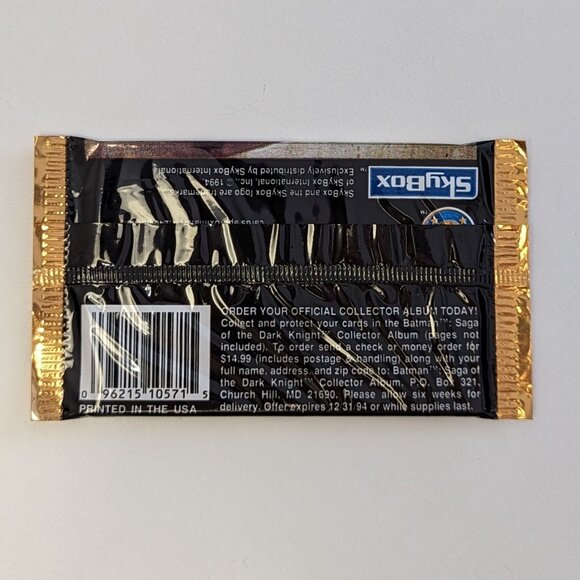 SKYBOX
™
SkyBox and the SkyBox logo are trademarks
of SkyBox International, Inc., © 1994
Exclusively distributed by SkyBox International
TM
ORDER YOUR OFFICIAL COLLECTOR ALBUM TODAY!
Collect and protect your cards in the Batman™: Saga
of the Dark Knight™ Collector Album (pages not
included). To order send a check or money order for
$14.99 (includes postage & handling) along with your
full name, address, and zip code to: Batman™: Saga of
the Dark Knight™ Collector Album, P.O. Box 321,
Church Hill, MD 21690. Please allow six weeks for
delivery. Offer expires 12 31 94 or while supplies last.
0 96215 10571 5
PRINTED IN THE USA